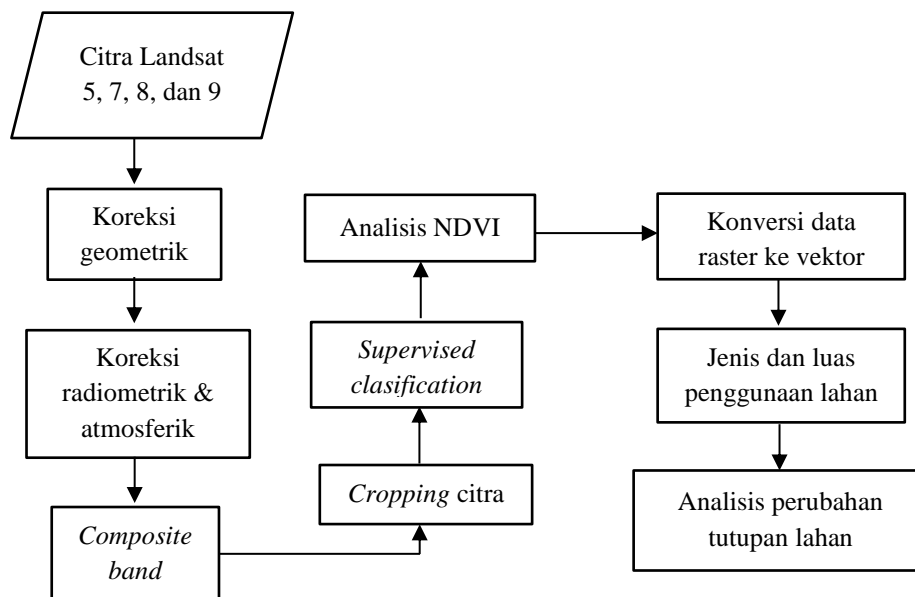 Citra Landsat
5, 7, 8, dan 9
Koreksi
geometrik
Koreksi
radiometrik &
atmosferik
Composite
band
Cropping citra
Supervised
clasification
Analisis NDVI
Konversi data
raster ke vektor
Jenis dan luas
penggunaan lahan
Analisis perubahan
tutupan lahan